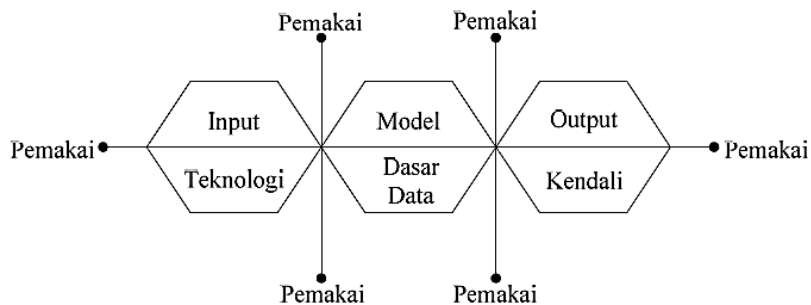 Pemakai
Pemakai
Input
Model
Output
Pemakai
Pemakai
Teknologi
Dasar
Data
Kendali
Pemakai
Pemakai